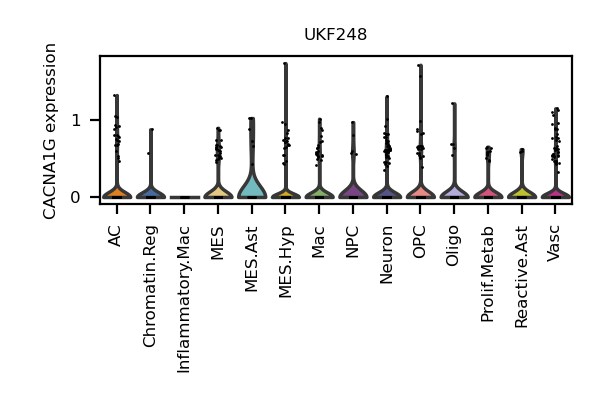 UKF248
CACNA1G expression
1
0
AC
Chromatin.Reg
Inflammatory.Mac
MES
MES.Ast
MES.Hyp
Mac
NPC
Neuron
OPC
Oligo
Prolif.Metab
Reactive.Ast
Vasc